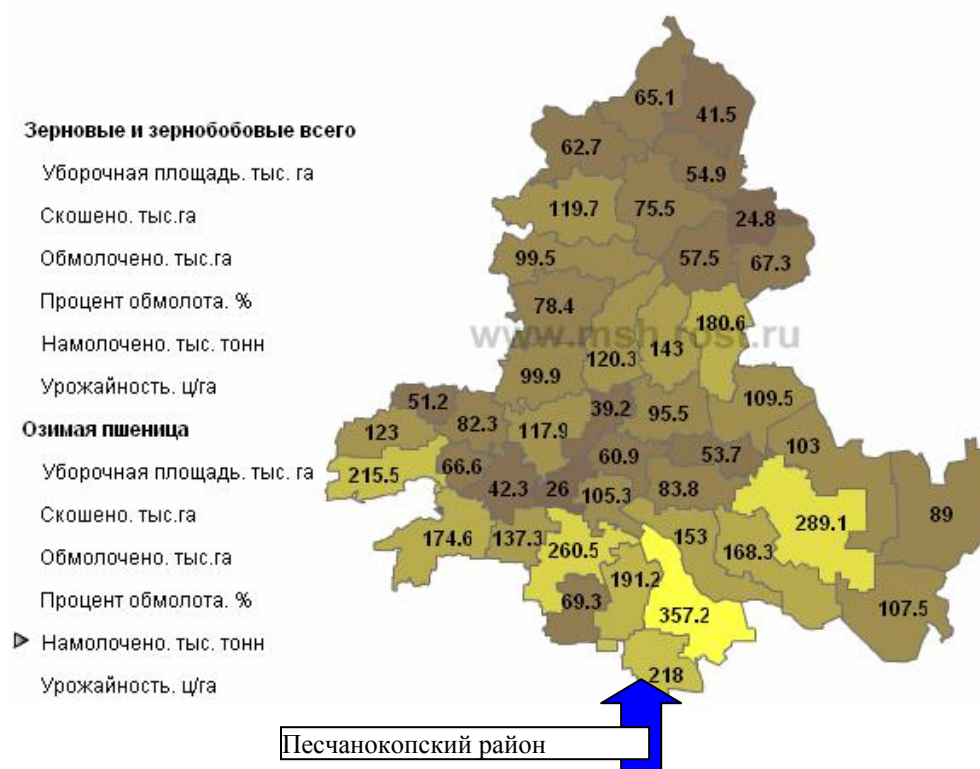 Зерновые и зернобобовые всего
Уборочная площадь. тыс. га
Скошено. тыс.га
Обмолочено. тыс.га
Процент обмолота. %
Намолочено. тыс. тонн
Урожайность. ц/га
Озимая пшеница
Уборочная площадь. тыс. га
Скошено. тыс.га
Обмолочено. тыс.га
Процент обмолота. %
Намолочено. тыс. тонн
Урожайность. ц/га
65.1
41.5
62.7
54.9
119.7
75.5
24.8
99.5
57.5
67.3
78.4
180.6
www.msh.rost.ru
120.3
143
99.9
109.5
51.2
39.2
95.5
82.3
123
117.9
103
60.9
53.7
66.6
215.5
42.3
26
105.3
83.8
89
289.1
174.6
137.3
260.5
153
168.3
191.2
69.3
107.5
357.2
218
Песчанокопский район